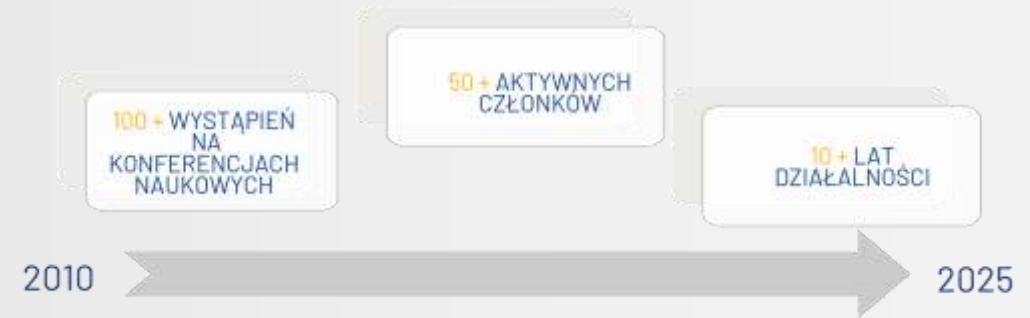 100 + WYSTĄPIEŃ
NA
KONFERENCJACH
NAUKOWYCH
50 + AKTYWNYCH
CZŁONKÓW
10 + LAT
DZIAŁALNOŚCI
2010
2025